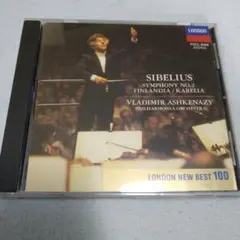 LONDON
SIBELIUS
SYMPHONY NO.2
FINLANDIA / KARELIA
VLADIMIR ASHKENAZY
PHILHARMONIA ORCHESTRA
LONDON NEW BEST 100